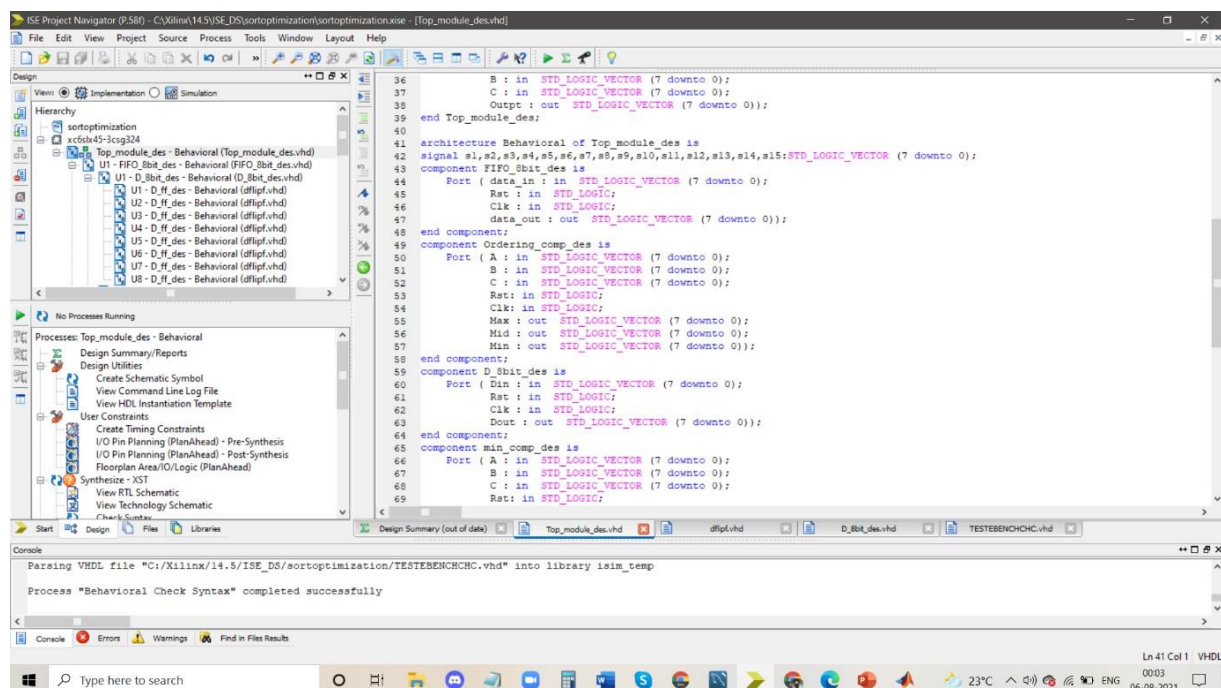 ISE Project Navigator (P.58f) - C:\Xilinx\14.5\ISE_DS\sortoptimization\sortoptimization.xise - [Top_module_des.vhd]
File Edit View Project Source Process Tools Window Layout Help
Design
View: Implementation Simulation
Hierarchy
sortoptimization
xc6slx45-3csg324
Top_module_des - Behavioral (Top_module_des.vhd)
U1 - FIFO_8bit_des - Behavioral (FIFO_8bit_des.vhd)
U1 - D_8bit_des - Behavioral (D_8bit_des.vhd)
U1 - D_ff_des - Behavioral (dflipf.vhd)
U2 - D_ff_des - Behavioral (dflipf.vhd)
U3 - D_ff_des - Behavioral (dflipf.vhd)
U4 - D_ff_des - Behavioral (dflipf.vhd)
U5 - D_ff_des - Behavioral (dflipf.vhd)
U6 - D_ff_des - Behavioral (dflipf.vhd)
U7 - D_ff_des - Behavioral (dflipf.vhd)
U8 - D_ff_des - Behavioral (dflipf.vhd)
No Processes Running
Processes: Top_module_des - Behavioral
Design Summary/Reports
Design Utilities
Create Schematic Symbol
View Command Line Log File
View HDL Instantiation Template
User Constraints
Create Timing Constraints
I/O Pin Planning (PlanAhead) - Pre-Synthesis
I/O Pin Planning (PlanAhead) - Post-Synthesis
Floorplan Area/IO/Logic (PlanAhead)
Synthesize - XST
View RTL Schematic
View Technology Schematic
Check Syntax
Start Design Files Libraries
36 B : in STD_LOGIC_VECTOR (7 downto 0);
37 C : in STD_LOGIC_VECTOR (7 downto 0);
38 Outpt : out STD_LOGIC_VECTOR (7 downto 0));
39 end Top_module_des;
40
41 architecture Behavioral of Top_module_des is
42 signal s1,s2,s3,s4,s5,s6,s7,s8,s9,s10,s11,s12,s13,s14,s15:STD_LOGIC_VECTOR (7 downto 0);
43 component FIFO_8bit_des is
44 Port ( data_in : in STD_LOGIC_VECTOR (7 downto 0);
45 Rst : in STD_LOGIC;
46 Clk : in STD_LOGIC;
47 data_out : out STD_LOGIC_VECTOR (7 downto 0));
48 end component;
49 component Ordering_comp_des is
50 Port ( A : in STD_LOGIC_VECTOR (7 downto 0);
51 B : in STD_LOGIC_VECTOR (7 downto 0);
52 C : in STD_LOGIC_VECTOR (7 downto 0);
53 Rst: in STD_LOGIC;
54 Clk: in STD_LOGIC;
55 Max : out STD_LOGIC_VECTOR (7 downto 0);
56 Mid : out STD_LOGIC_VECTOR (7 downto 0);
57 Min : out STD_LOGIC_VECTOR (7 downto 0));
58 end component;
59 component D_8bit_des is
60 Port ( Din : in STD_LOGIC_VECTOR (7 downto 0);
61 Rst : in STD_LOGIC;
62 Clk : in STD_LOGIC;
63 Dout : out STD_LOGIC_VECTOR (7 downto 0));
64 end component;
65 component min_comp_des is
66 Port ( A : in STD_LOGIC_VECTOR (7 downto 0);
67 B : in STD_LOGIC_VECTOR (7 downto 0);
68 C : in STD_LOGIC_VECTOR (7 downto 0);
69 Rst: in STD_LOGIC;
Design Summary (out of date) Top_module_des.vhd dflipf.vhd D_8bit_des.vhd TESTEBENCHCHC.vhd
Console
Parsing VHDL file "C:/Xilinx/14.5/ISE_DS/sortoptimization/TESTEBENCHCHC.vhd" into library isim_temp
Process "Behavioral Check Syntax" completed successfully
Console Errors Warnings Find in Files Results
Ln 41 Col 1 VHDL
Type here to search
23°C ENG
00:03
06-08-2021